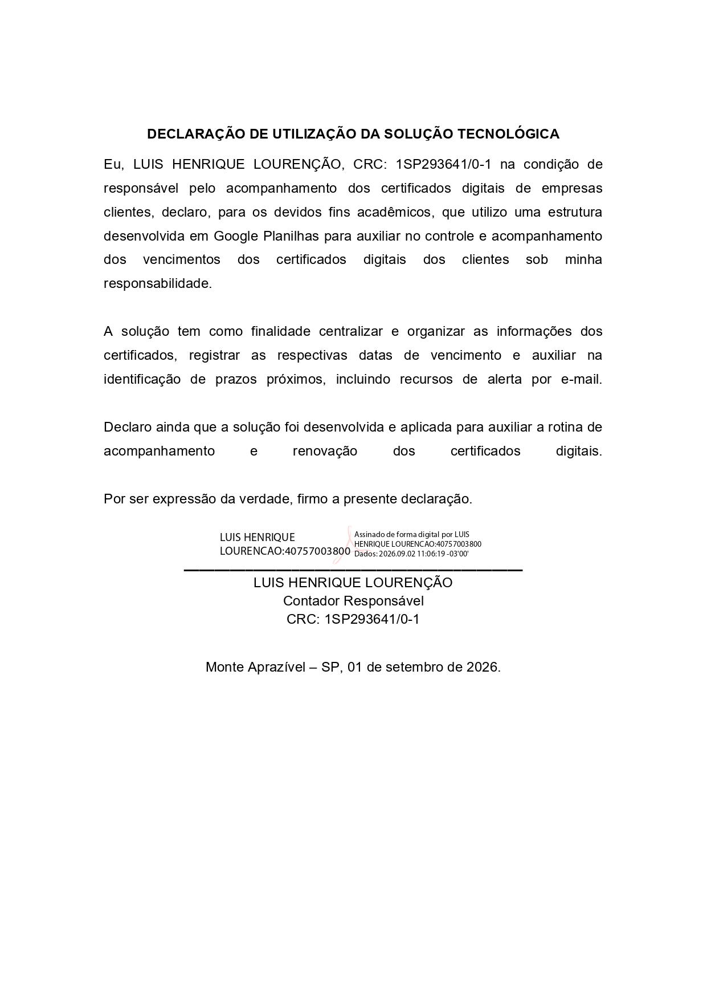 DECLARAÇÃO DE UTILIZAÇÃO DA SOLUÇÃO TECNOLÓGICA
Eu, LUIS HENRIQUE LOURENÇÃO, CRC: 1SP293641/0-1 na condição de
responsável pelo acompanhamento dos certificados digitais de empresas
clientes, declaro, para os devidos fins acadêmicos, que utilizo uma estrutura
desenvolvida em Google Planilhas para auxiliar no controle e acompanhamento
dos vencimentos dos certificados digitais dos clientes sob minha
responsabilidade.
A solução tem como finalidade centralizar e organizar as informações dos
certificados, registrar as respectivas datas de vencimento e auxiliar na
identificação de prazos próximos, incluindo recursos de alerta por e-mail.
Declaro ainda que a solução foi desenvolvida e aplicada para auxiliar a rotina de
acompanhamento e renovação dos certificados digitais.
Por ser expressão da verdade, firmo a presente declaração.
LUIS HENRIQUE
LOURENCAO:40757003800
Assinado de forma digital por LUIS
HENRIQUE LOURENCAO:40757003800
Dados: 2026.09.02 11:06:19 -03'00'
LUIS HENRIQUE LOURENÇÃO
Contador Responsável
CRC: 1SP293641/0-1
Monte Aprazível – SP, 01 de setembro de 2026.